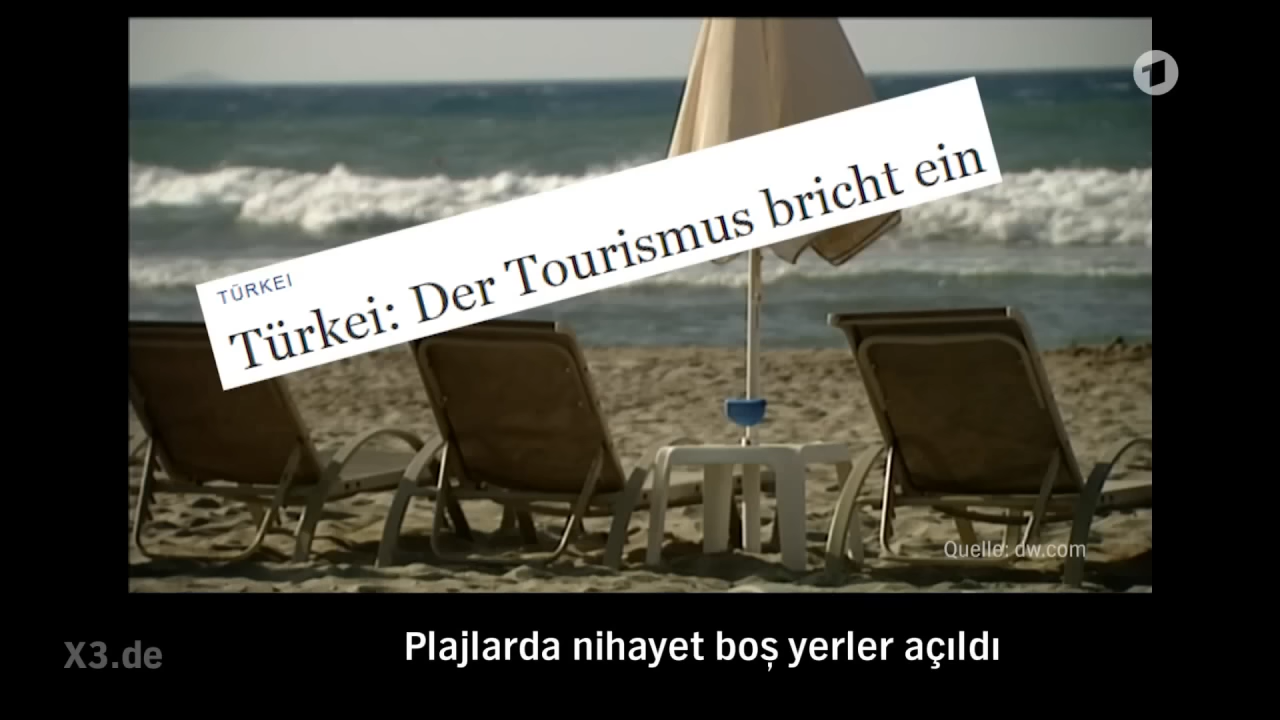 TÜRKEI
Türkei: Der Tourismus bricht ein
Quelle: dw.com
X3.de
Plajlarda nihayet boş yerler açıldı